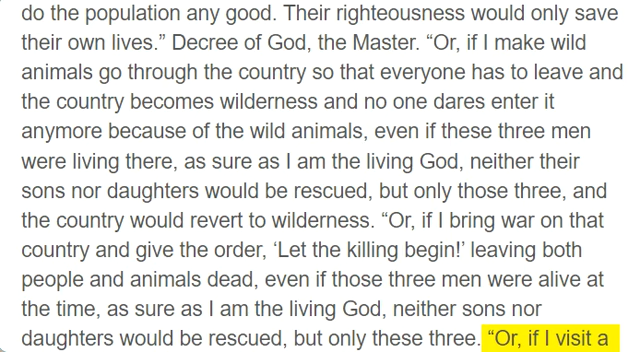 do the population any good. Their righteousness would only save
their own lives.” Decree of God, the Master. “Or, if I make wild
animals go through the country so that everyone has to leave and
the country becomes wilderness and no one dares enter it
anymore because of the wild animals, even if these three men
were living there, as sure as I am the living God, neither their
sons nor daughters would be rescued, but only those three, and
the country would revert to wilderness. “Or, if I bring war on that
country and give the order, ‘Let the killing begin!’ leaving both
people and animals dead, even if those three men were alive at
the time, as sure as I am the living God, neither sons nor
daughters would be rescued, but only these three. “Or, if I visit a